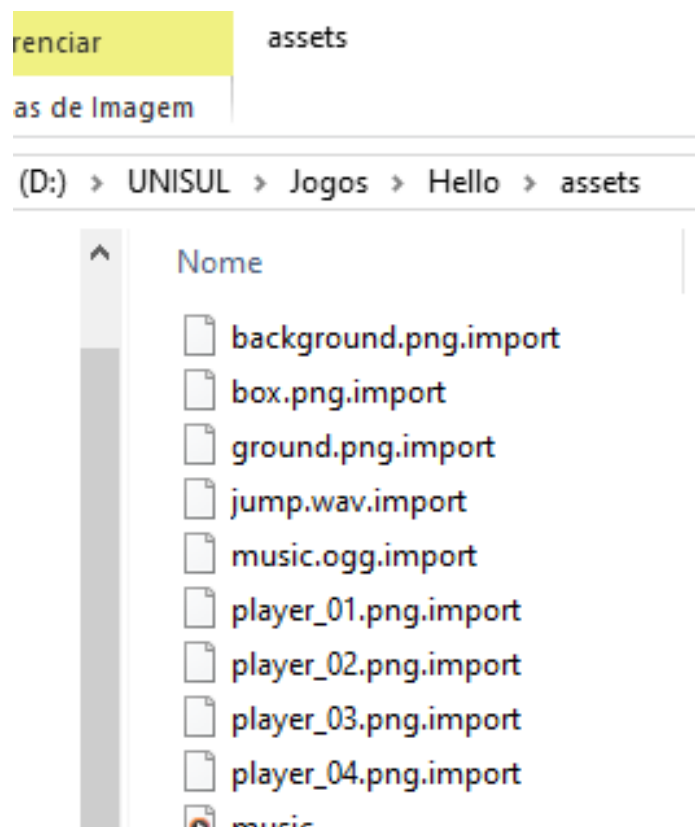 renciar
assets
as de Imagem
(D:) > UNISUL > Jogos > Hello > assets
Nome
background.png.import
box.png.import
ground.png.import
jump.wav.import
music.ogg.import
player_01.png.import
player_02.png.import
player_03.png.import
player_04.png.import
music